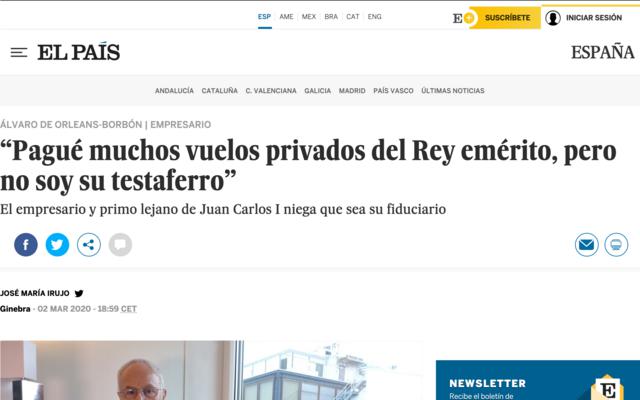 ESP AME MEX BRA CAT ENG
E SUSCRÍBETE INICIAR SESIÓN
EL PAÍS ESPAÑA
ANDALUCÍA CATALUÑA C. VALENCIANA GALICIA MADRID PAÍS VASCO ÚLTIMAS NOTICIAS
ÁLVARO DE ORLEANS-BORBÓN | EMPRESARIO
“Pagué muchos vuelos privados del Rey emérito, pero
no soy su testaferro”
El empresario y primo lejano de Juan Carlos I niega que sea su fiduciario
JOSÉ MARÍA IRUJO
Ginebra - 02 MAR 2020 - 18:59 CET
NEWSLETTER
Recibe el boletín de
E